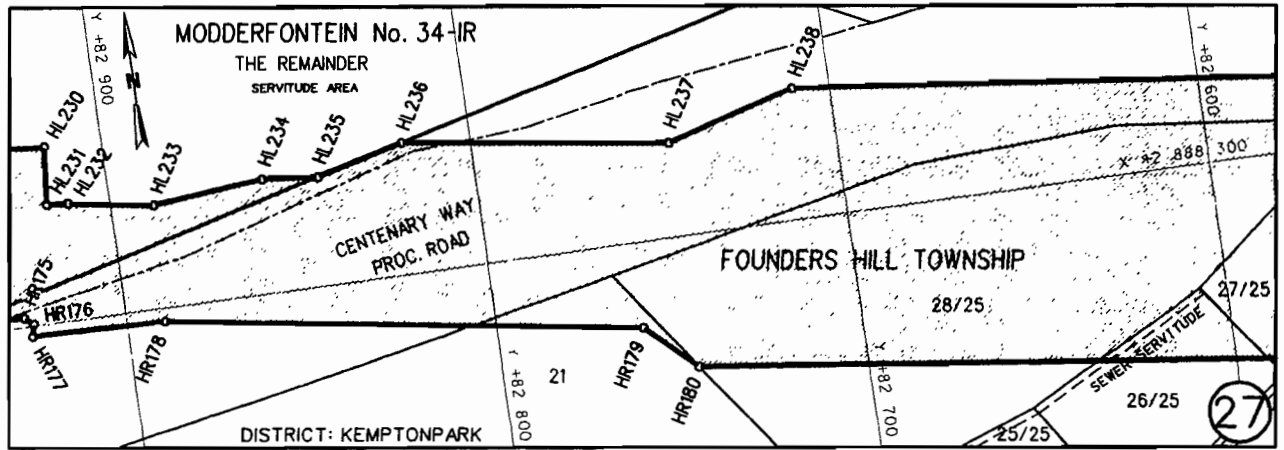 MODDERFONTEIN No. 34-IR
THE REMAINDER
SERVITUDE AREA
Y +82 900
N
HL230
HL231
HL232
HL233
HL234
HL235
HL236
HL237
HL238
Y +82 600
X +2 888 300
CENTENARY WAY
PROC. ROAD
FOUNDERS HILL TOWNSHIP
28/25
27/25
SEWER SERVITUDE
26/25
25/25
HR175
HR176
HR177
HR178
HR179
HR180
21
Y +82 800
Y +82 700
DISTRICT: KEMPTONPARK
27